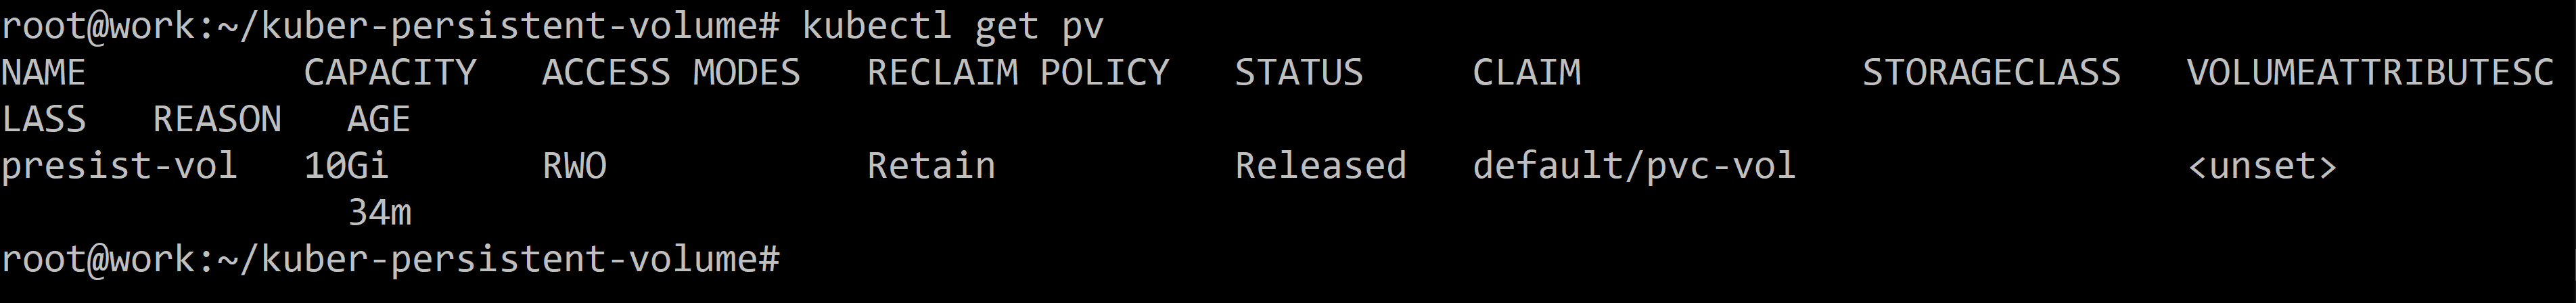 root@work:~/kuber-persistent-volume# kubectl get pv
NAME          CAPACITY   ACCESS MODES   RECLAIM POLICY   STATUS     CLAIM             STORAGECLASS   VOLUMEATTRIBUTESC
LASS   REASON   AGE
presist-vol   10Gi       RWO            Retain           Released   default/pvc-vol                  <unset>
                34m
root@work:~/kuber-persistent-volume#